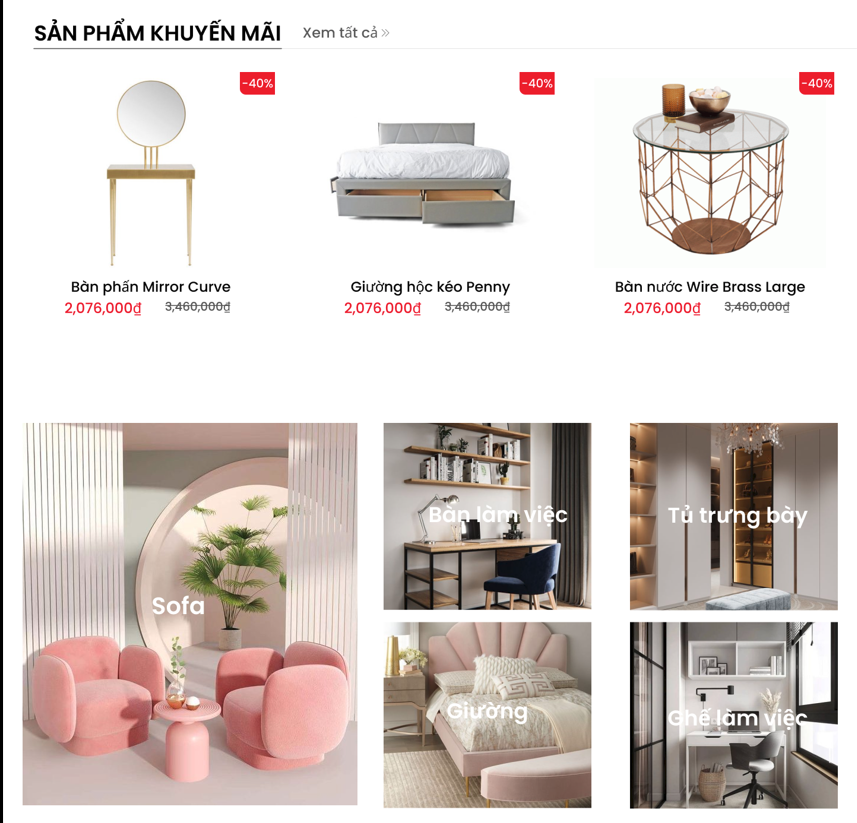 SẢN PHẨM KHUYẾN MÃI
Xem tất cả »
-40%
-40%
-40%
Bàn phấn Mirror Curve
2,076,000₫ 3,460,000₫
Giường hộc kéo Penny
2,076,000₫ 3,460,000₫
Bàn nước Wire Brass Large
2,076,000₫ 3,460,000₫
Sofa
Bàn làm việc
Tủ trưng bày
Giường
Ghế làm việc